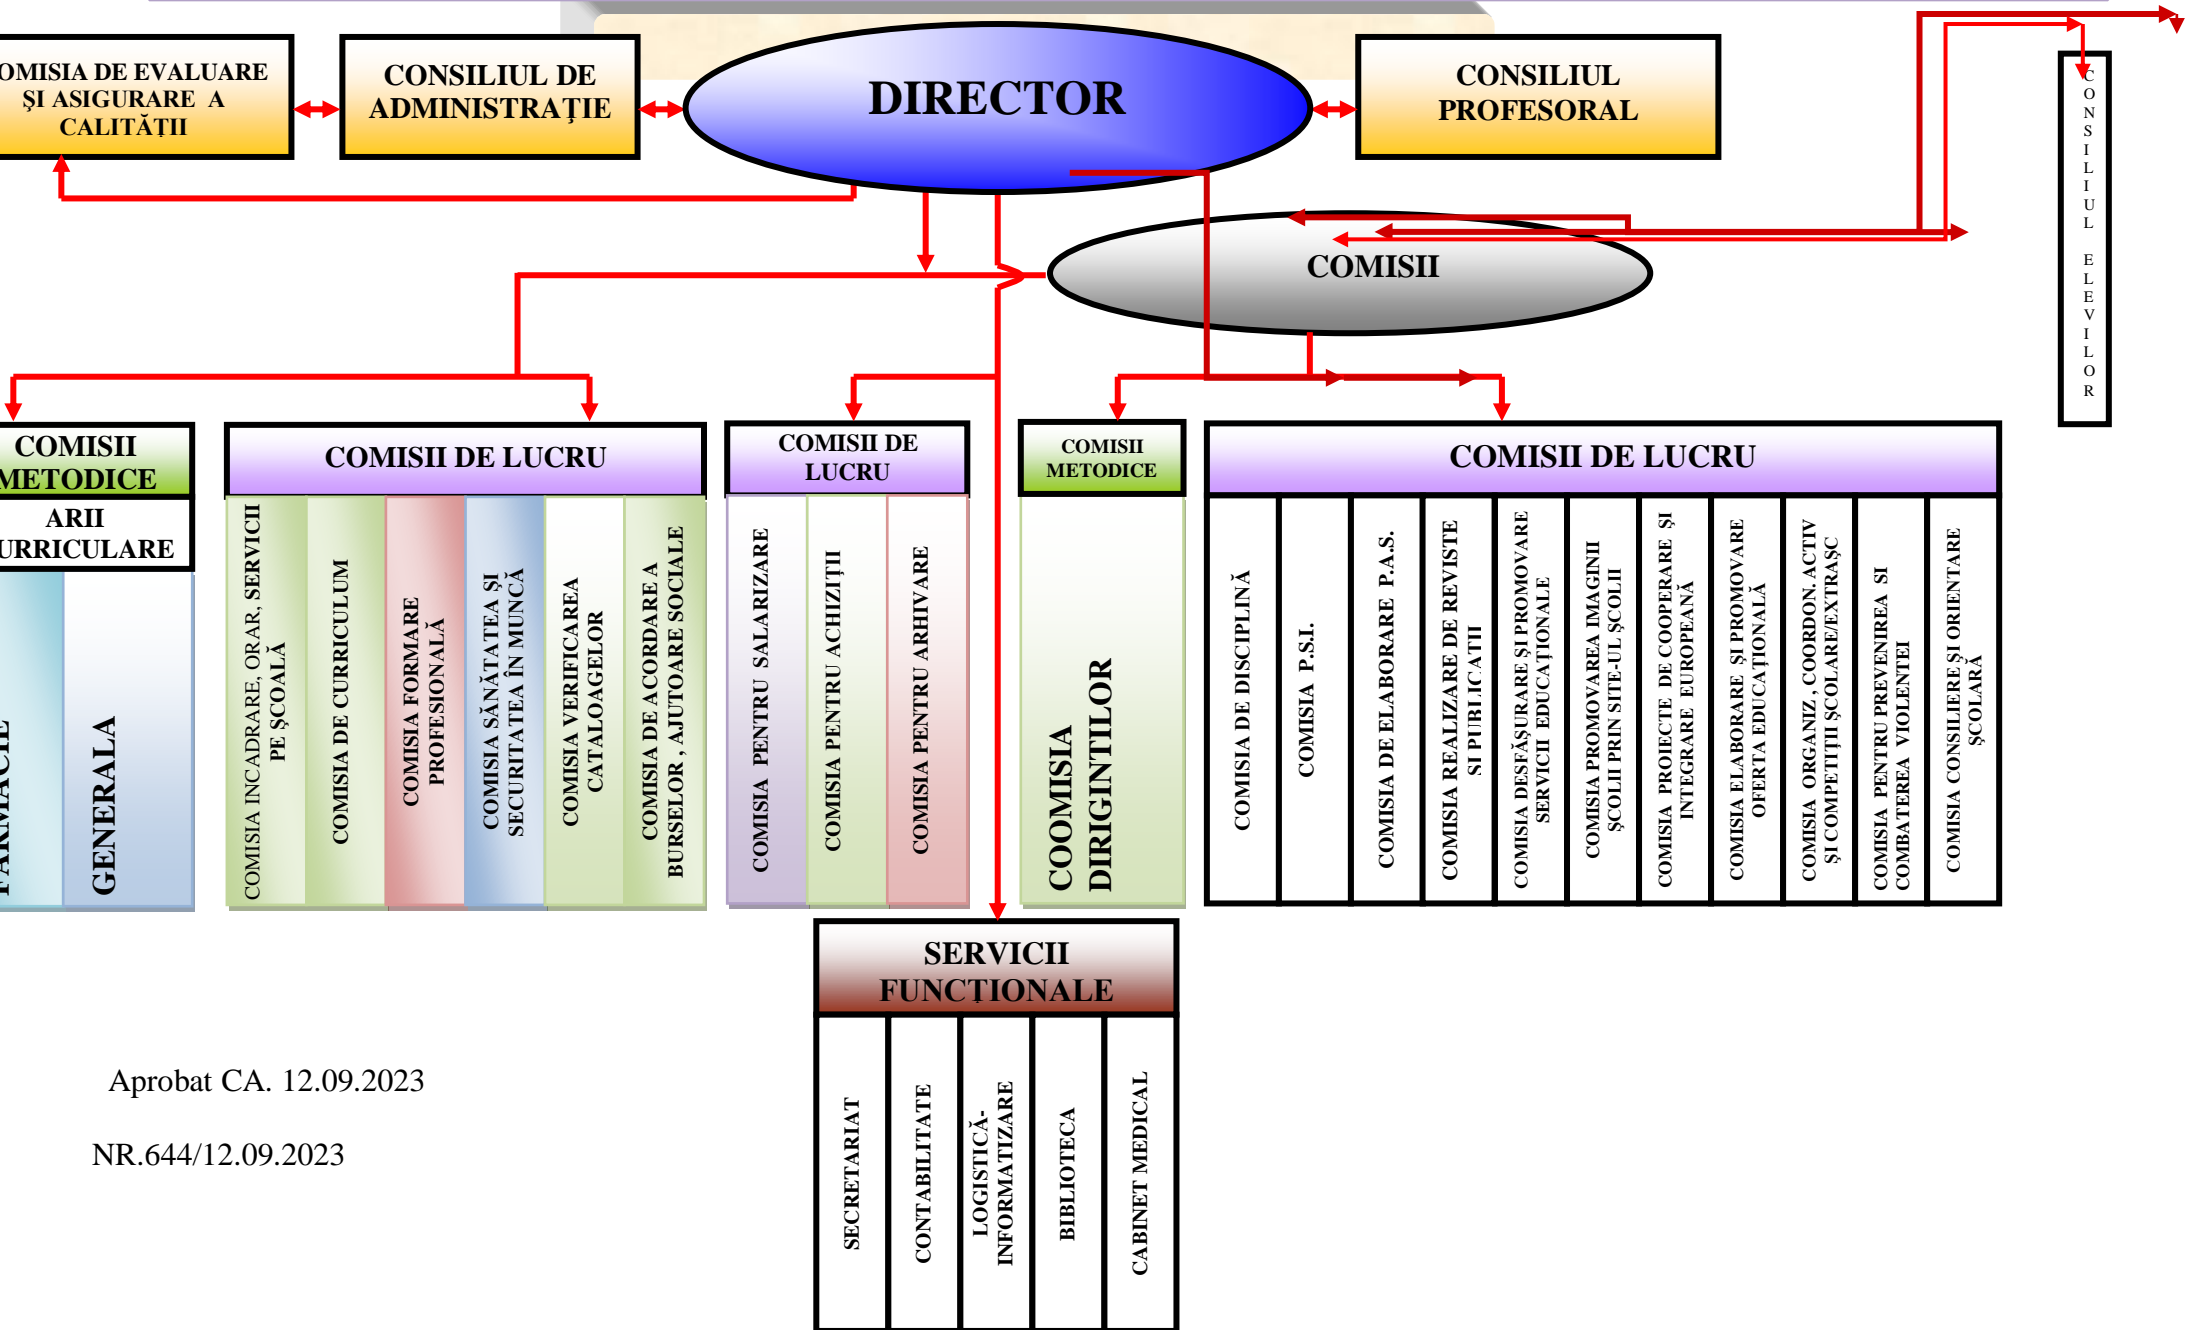 OMISIA DE EVALUARE
ŞI ASIGURARE A
CALITĂŢII
CONSILIUL DE
ADMINISTRAŢIE
DIRECTOR
CONSILIUL
PROFESORAL
CONSILIUL ELEVILOR
COMISII
COMISII
METODICE
ARII
URRICULARE
FARMACIE
GENERALA
COMISII DE LUCRU
COMISIA INCADRARE, ORAR, SERVICII
PE ŞCOALĂ
COMISIA DE CURRICULUM
COMISIA FORMARE
PROFESIONALĂ
COMISIA SĂNĂTATEA ŞI
SECURITATEA ÎN MUNCĂ
COMISIA VERIFICAREA
CATALOAGELOR
COMISIA DE ACORDARE A
BURSELOR , AJUTOARE SOCIALE
COMISII DE
LUCRU
COMISIA PENTRU SALARIZARE
COMISIA PENTRU ACHIZIŢII
COMISIA PENTRU ARHIVARE
COMISII
METODICE
COOMISIA
DIRIGINTILOR
COMISII DE LUCRU
COMISIA DE DISCIPLINĂ
COMISIA P.S.I.
COMISIA DE ELABORARE P.A.S.
COMISIA REALIZARE DE REVISTE
SI PUBLICATII
COMISIA DESFĂŞURARE ŞI PROMOVARE
SERVICII EDUCAŢIONALE
COMISIA PROMOVAREA IMAGINII
ŞCOLII PRIN SITE-UL ŞCOLII
COMISIA PROIECTE DE COOPERARE ŞI
INTEGRARE EUROPEANĂ
COMISIA ELABORARE ŞI PROMOVARE
OFERTA EDUCAŢIONALĂ
COMISIA ORGANIZ , COORDON. ACTIV
ŞI COMPETIŢII ŞCOLARE/EXTRAŞC
COMISIA PENTRU PREVENIREA SI
COMBATEREA VIOLENTEI
COMISIA CONSILIERE ŞI ORIENTARE
ŞCOLARĂ
SERVICII
FUNCŢIONALE
SECRETARIAT
CONTABILITATE
LOGISTICĂ-
INFORMATIZARE
BIBLIOTECA
CABINET MEDICAL
Aprobat CA. 12.09.2023
NR.644/12.09.2023